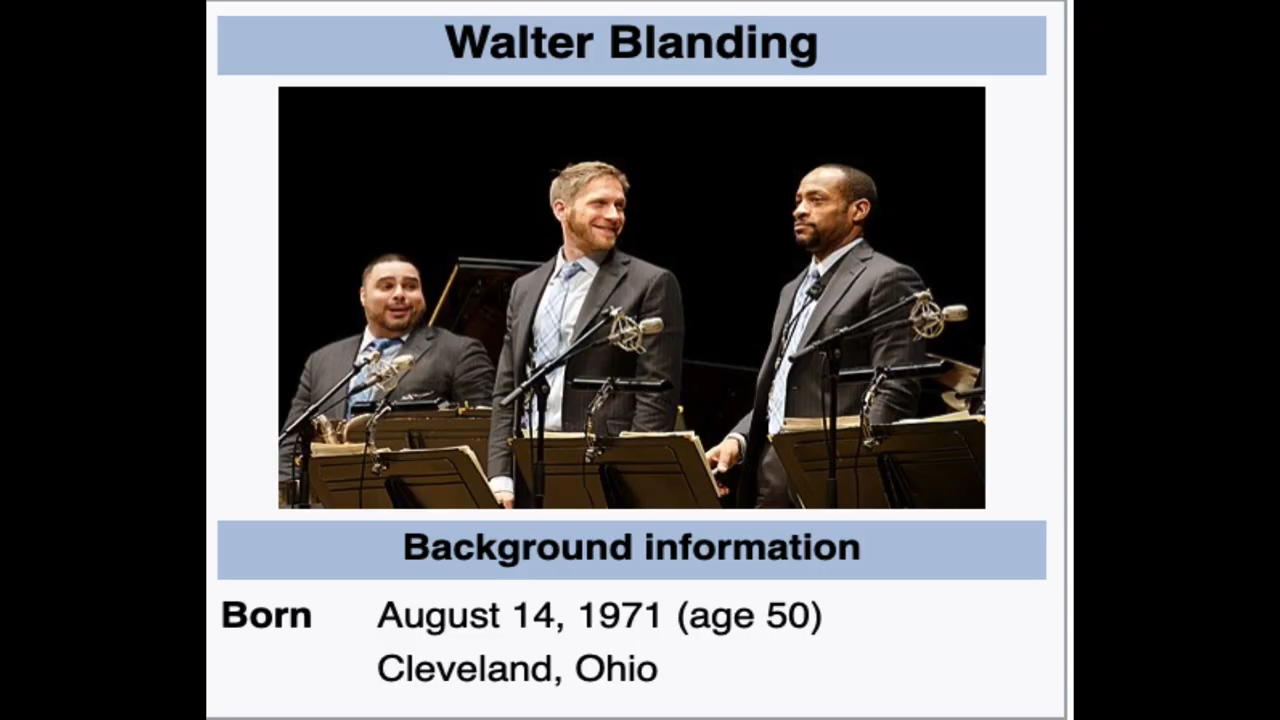 Walter Blanding
Background information
Born August 14, 1971 (age 50)
Cleveland, Ohio